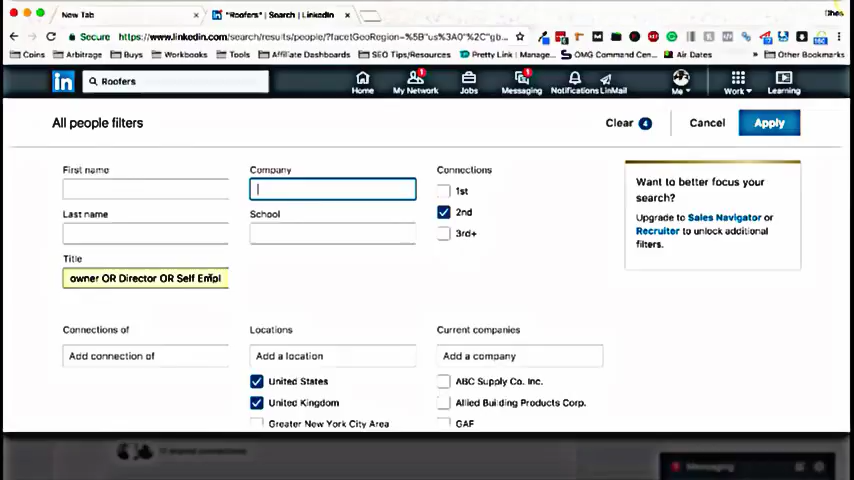 New Tab
"Roofers" | Search | LinkedIn
Secure https://www.linkedin.com/search/results/people/?facetGeoRegion=%5B"us%3A0"%2C"gb...
Coins Arbitrage Buys Workbooks Tools Affiliate Dashboards SEO Tips/Resources Pretty Link | Manage... OMG Command Cen... Air Dates » Other Bookmarks
in Roofers Home My Network Jobs Messaging Notifications LinMail Me Work Learning
All people filters Clear 4 Cancel Apply
First name Company Connections
1st
Last name School 2nd
3rd+
Title
owner OR Director OR Self Empl
Want to better focus your
search?
Upgrade to Sales Navigator or
Recruiter to unlock additional
filters.
Connections of Locations Current companies
Add connection of Add a location Add a company
United States ABC Supply Co. Inc.
United Kingdom Allied Building Products Corp.
Greater New York City Area GAF
Messaging